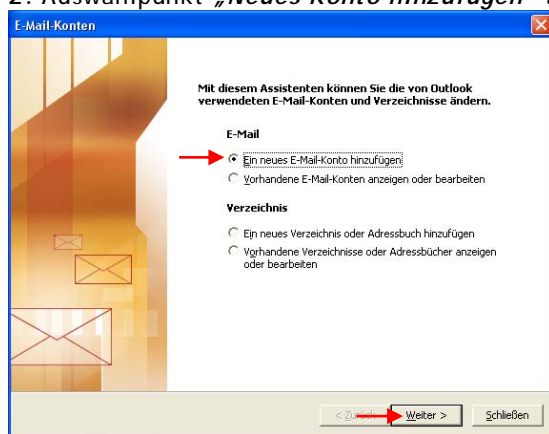 2. Auswahlpunkt „Neues Konto hinzufügen“
E-Mail-Konten
Mit diesem Assistenten können Sie die von Outlook
verwendeten E-Mail-Konten und Verzeichnisse ändern.
E-Mail
Ein neues E-Mail-Konto hinzufügen
Vorhandene E-Mail-Konten anzeigen oder bearbeiten
Verzeichnis
Ein neues Verzeichnis oder Adressbuch hinzufügen
Vorhandene Verzeichnisse oder Adressbücher anzeigen
oder bearbeiten
< Zurück Weiter > Schließen